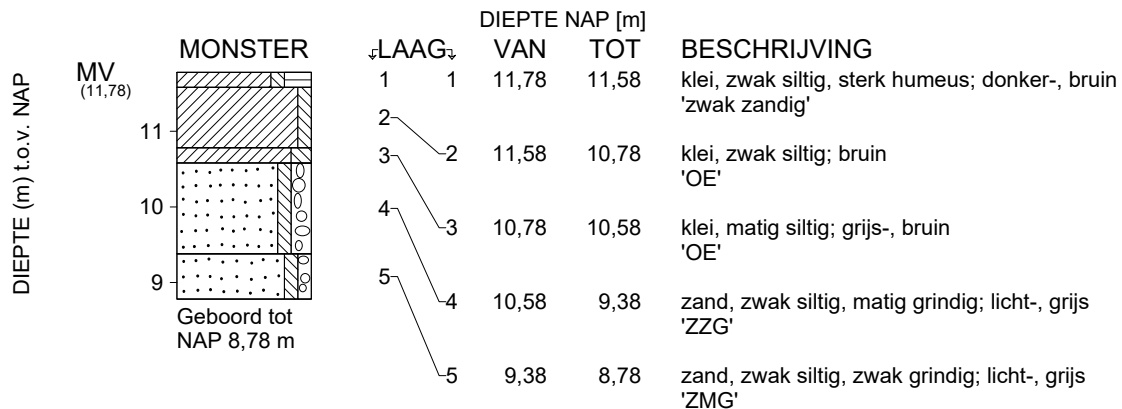 DIEPTE NAP [m]
MONSTER LAAG VAN TOT BESCHRIJVING
DIEPTE (m) t.o.v. NAP
MV
(11,78)
11
10
9
Geboord tot
NAP 8,78 m
1
2
3
4
5
1 11,78 11,58 klei, zwak siltig, sterk humeus; donker-, bruin
'zwak zandig'
2 11,58 10,78 klei, zwak siltig; bruin
'OE'
3 10,78 10,58 klei, matig siltig; grijs-, bruin
'OE'
4 10,58 9,38 zand, zwak siltig, matig grindig; licht-, grijs
'ZZG'
5 9,38 8,78 zand, zwak siltig, zwak grindig; licht-, grijs
'ZMG'